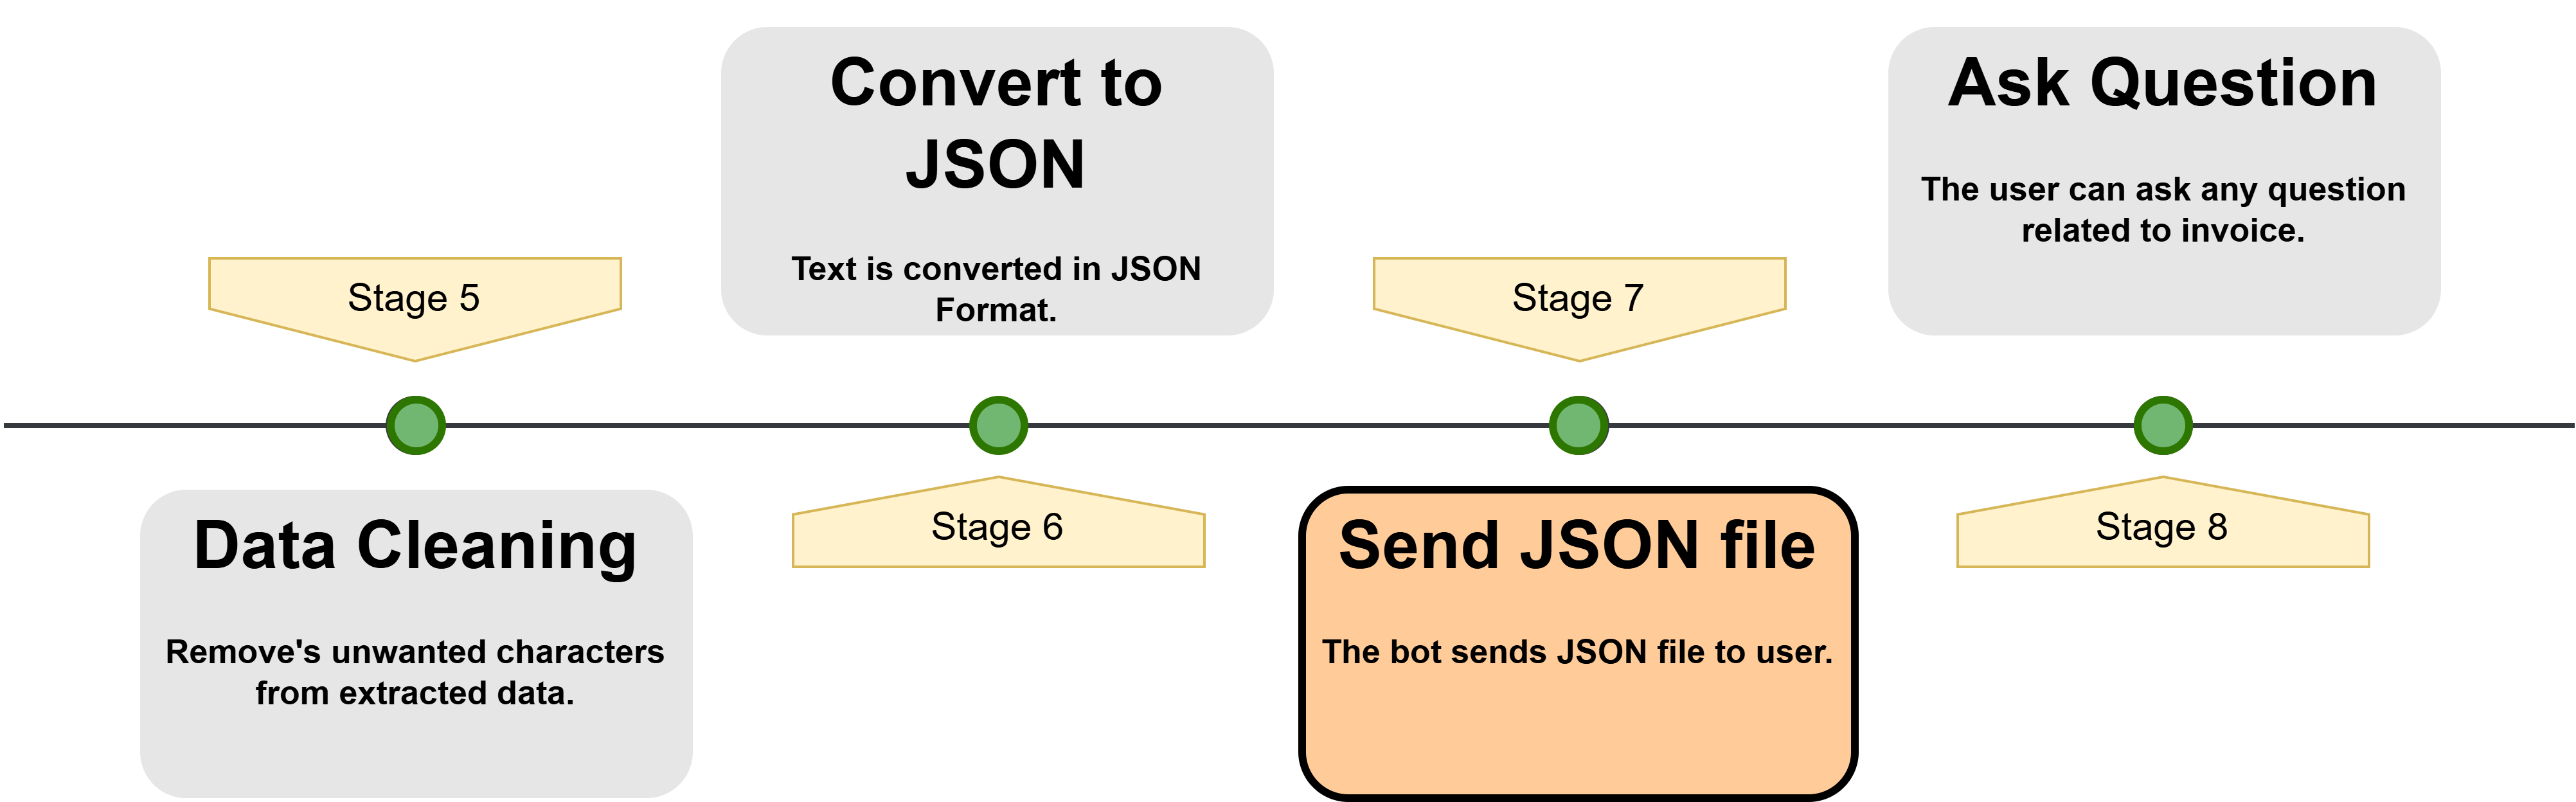 Stage 5
Data Cleaning
Remove's unwanted characters
from extracted data.
Convert to
JSON
Text is converted in JSON
Format.
Stage 6
Stage 7
Send JSON file
The bot sends JSON file to user.
Ask Question
The user can ask any question
related to invoice.
Stage 8